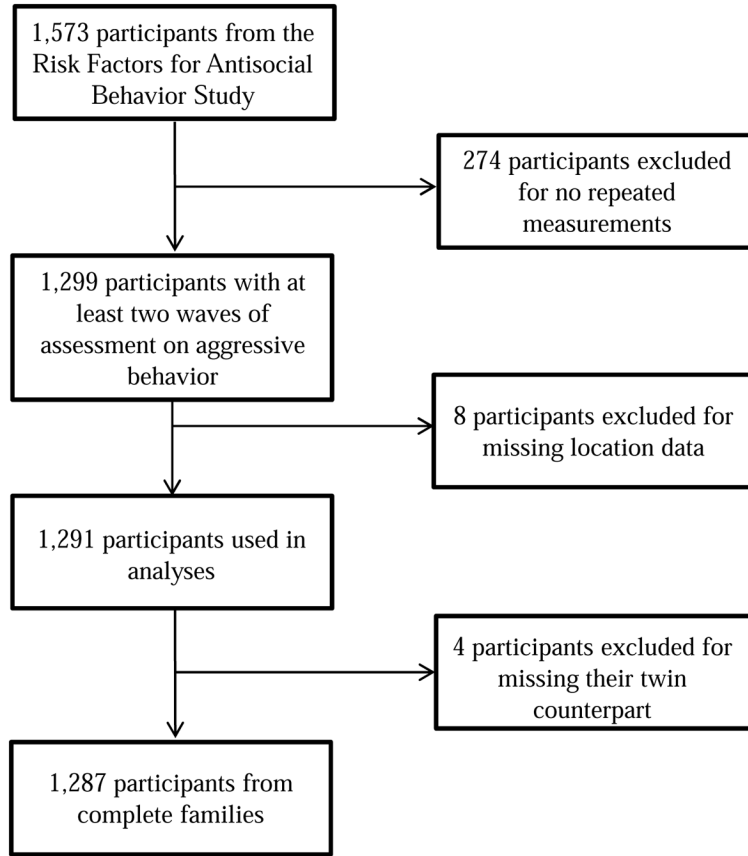 1,573 participants from the
Risk Factors for Antisocial
Behavior Study
274 participants excluded
for no repeated
measurements
1,299 participants with at
least two waves of
assessment on aggressive
behavior
8 participants excluded for
missing location data
1,291 participants used in
analyses
4 participants excluded for
missing their twin
counterpart
1,287 participants from
complete families